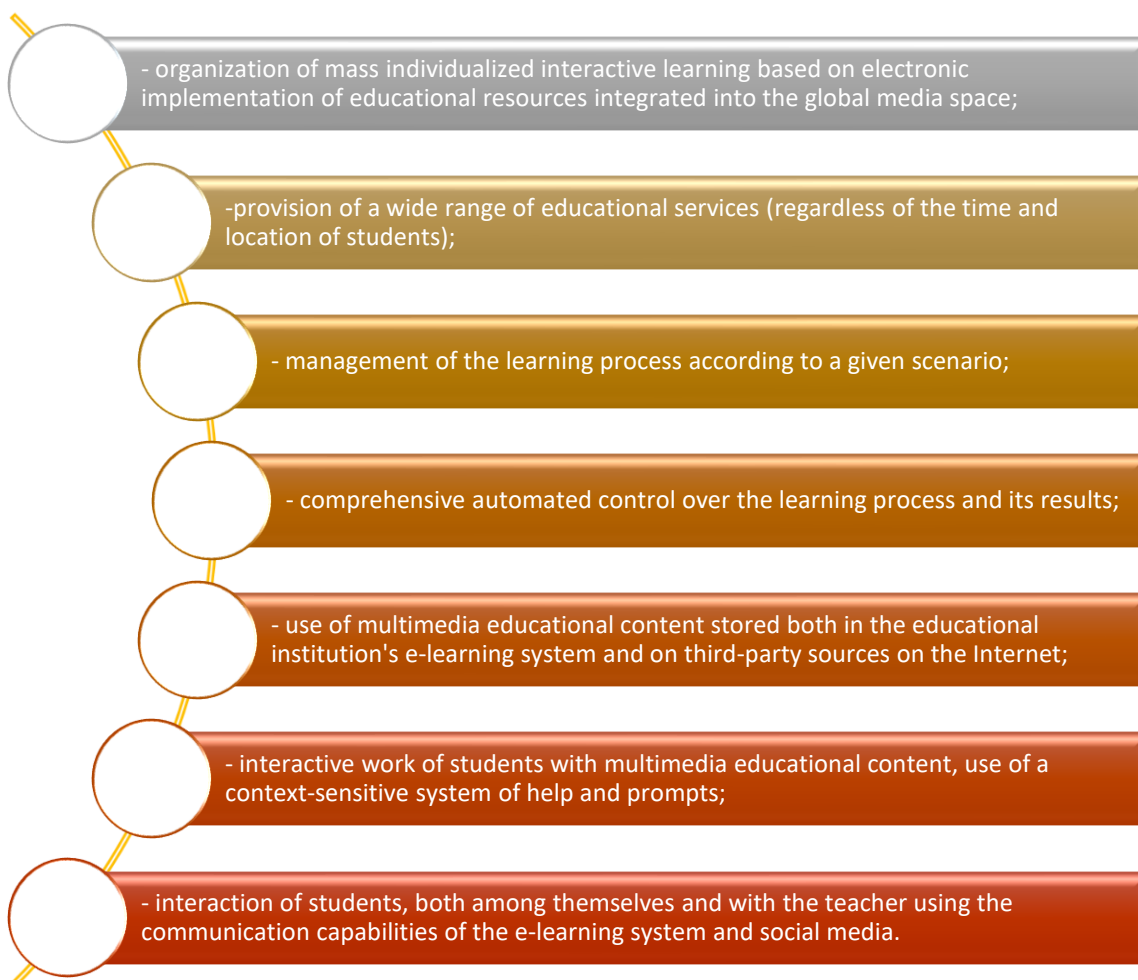 - organization of mass individualized interactive learning based on electronic
implementation of educational resources integrated into the global media space;
-provision of a wide range of educational services (regardless of the time and
location of students);
- management of the learning process according to a given scenario;
- comprehensive automated control over the learning process and its results;
- use of multimedia educational content stored both in the educational
institution's e-learning system and on third-party sources on the Internet;
- interactive work of students with multimedia educational content, use of a
context-sensitive system of help and prompts;
- interaction of students, both among themselves and with the teacher using the
communication capabilities of the e-learning system and social media.